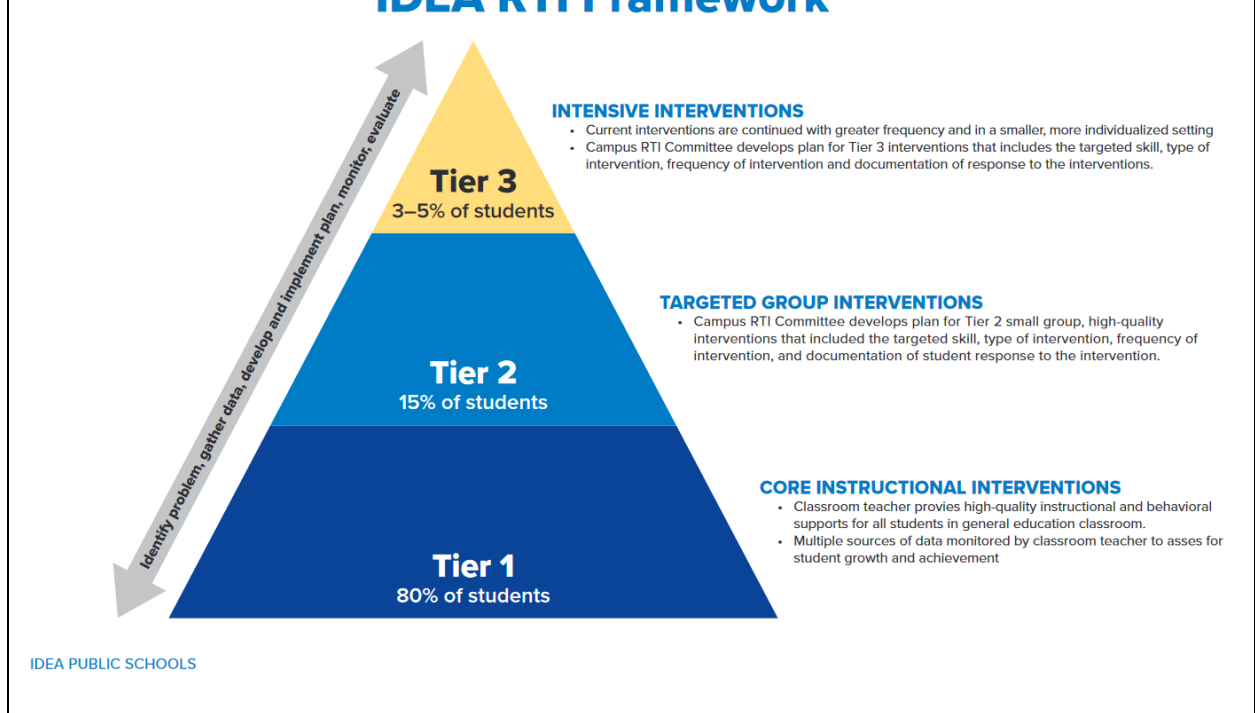 IDEA RTI Framework
Identify problem, gather data, develop and implement plan, monitor, evaluate
Tier 3
3–5% of students
INTENSIVE INTERVENTIONS
• Current interventions are continued with greater frequency and in a smaller, more individualized setting
• Campus RTI Committee develops plan for Tier 3 interventions that includes the targeted skill, type of
intervention, frequency of intervention and documentation of response to the interventions.
Tier 2
15% of students
TARGETED GROUP INTERVENTIONS
• Campus RTI Committee develops plan for Tier 2 small group, high-quality
interventions that included the targeted skill, type of intervention, frequency of
intervention, and documentation of student response to the intervention.
Tier 1
80% of students
CORE INSTRUCTIONAL INTERVENTIONS
• Classroom teacher provies high-quality instructional and behavioral
supports for all students in general education classroom.
• Multiple sources of data monitored by classroom teacher to asses for
student growth and achievement
IDEA PUBLIC SCHOOLS